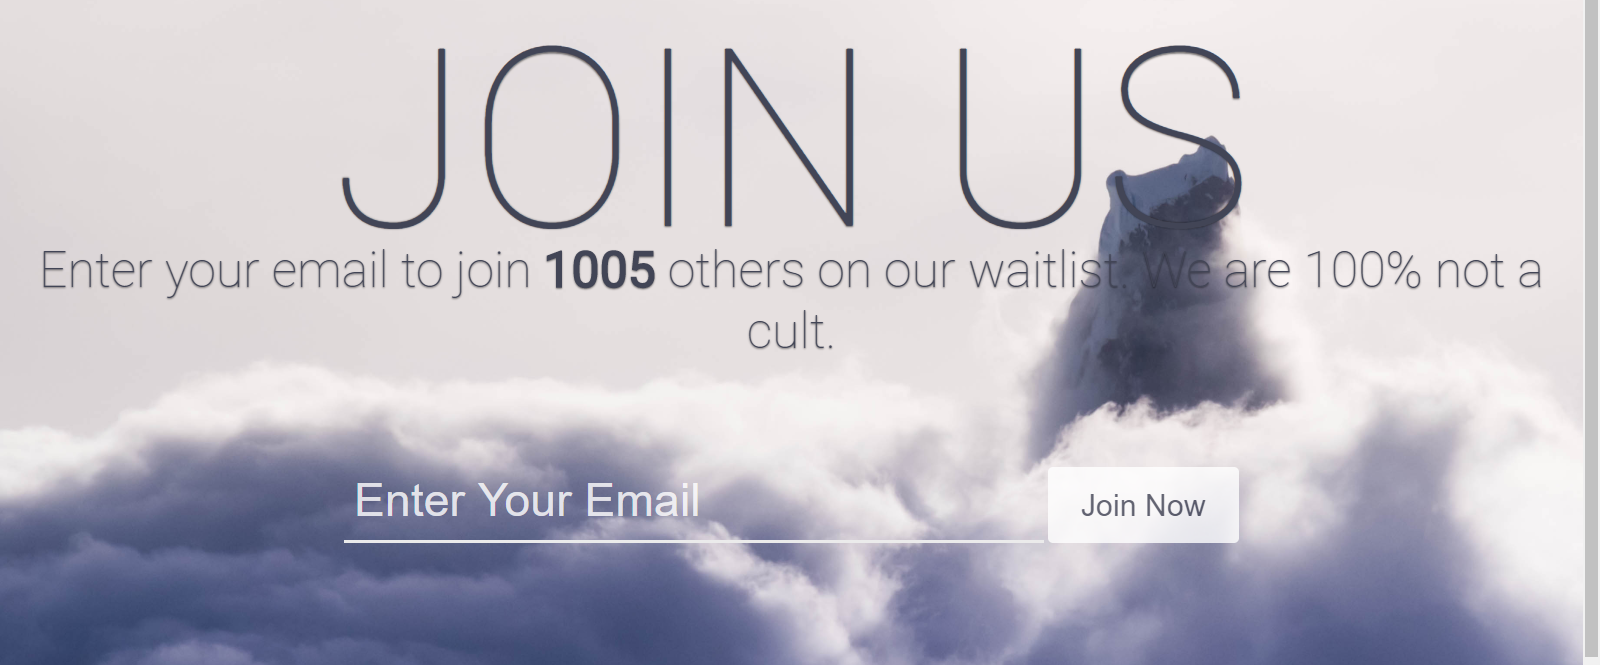 JOIN US
Enter your email to join 1005 others on our waitlist. We are 100% not a
cult.
Enter Your Email
Join Now